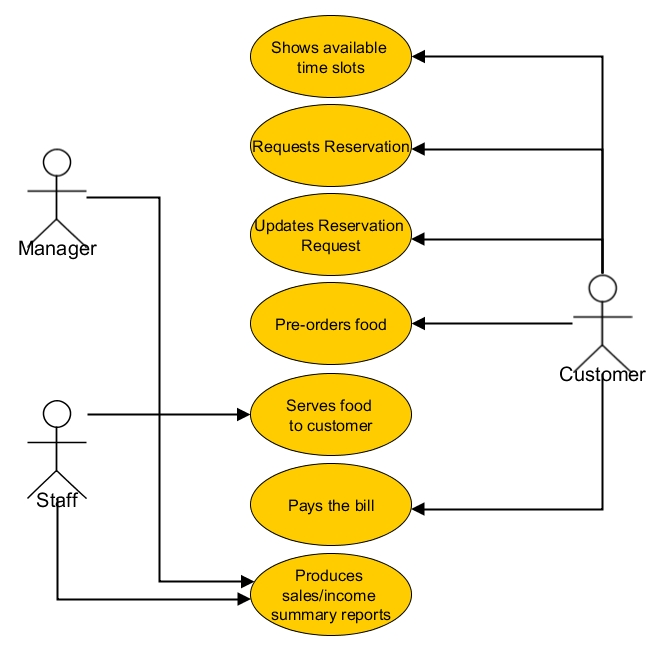 Shows available
time slots
Requests Reservation
Manager
Updates Reservation
Request
Pre-orders food
Customer
Serves food
to customer
Staff
Pays the bill
Produces
sales/income
summary reports